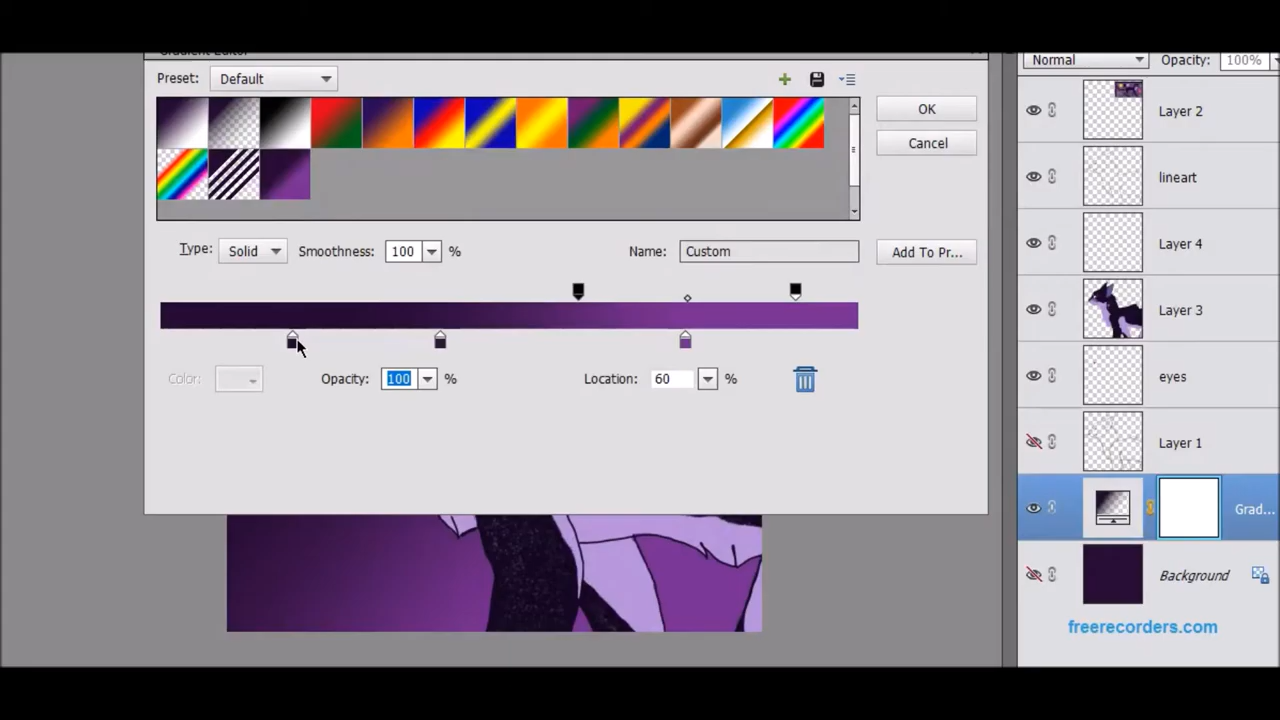 Gradient Editor
Preset: Default
OK
Cancel
Type: Solid Smoothness: 100 %
Name: Custom
Add To Pr...
Color: Opacity: 100 % Location: 60 %
Normal Opacity: 100%
Layer 2
lineart
Layer 4
Layer 3
eyes
Layer 1
Grad...
Background
freerecorders.com